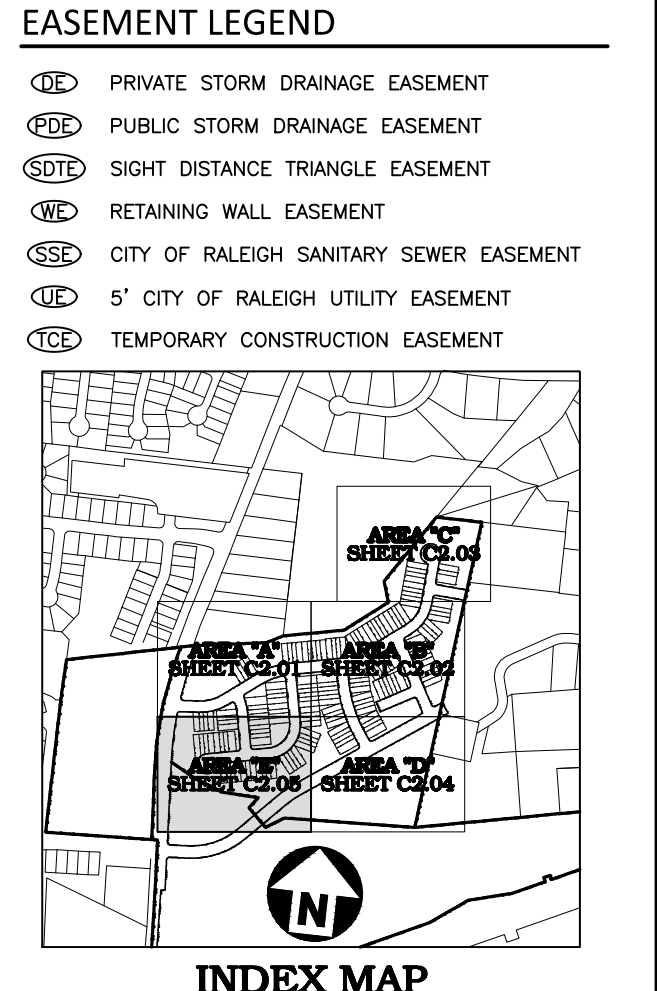 EASEMENT LEGEND
DE PRIVATE STORM DRAINAGE EASEMENT
PDE PUBLIC STORM DRAINAGE EASEMENT
SDTE SIGHT DISTANCE TRIANGLE EASEMENT
WE RETAINING WALL EASEMENT
SSE CITY OF RALEIGH SANITARY SEWER EASEMENT
UE 5' CITY OF RALEIGH UTILITY EASEMENT
TCE TEMPORARY CONSTRUCTION EASEMENT
AREA "C"
SHEET C2.03
AREA "A"
SHEET C2.01
AREA "B"
SHEET C2.02
AREA "E"
SHEET C2.05
AREA "D"
SHEET C2.04
N
INDEX MAP